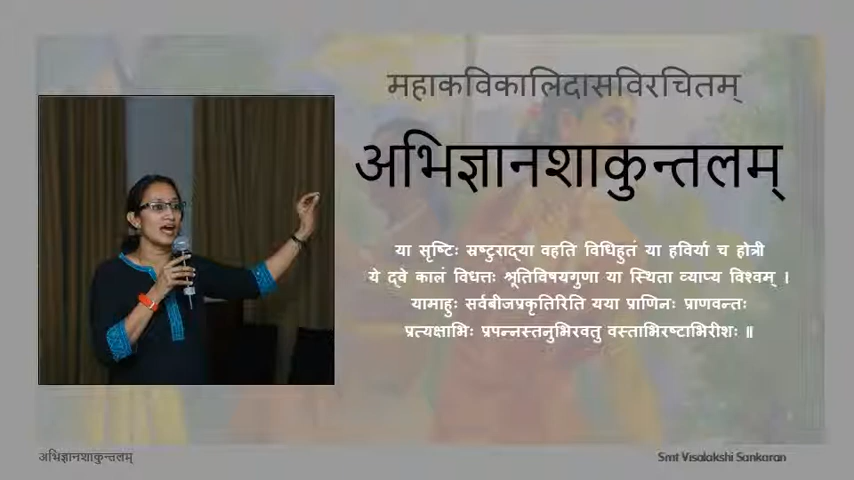 महाकविकालिदासविरचितम्
अभिज्ञानशाकुन्तलम्
या सृष्टिः स्रष्टुराद्या वहति विधिहुतं या हविर्या च होत्री
ये द्वे कालं विधत्तः श्रूतिविषयगुणा या स्थिता व्याप्य विश्वम् ।
यामाहुः सर्वबीजप्रकृतिरिति यया प्राणिनः प्राणवन्तः
प्रत्यक्षाभिः प्रपन्नस्तनुभिरवतु वस्ताभिरष्टाभिरीशः ॥
अभिज्ञानशाकुन्तलम्
Smt Visalakshi Sankaran